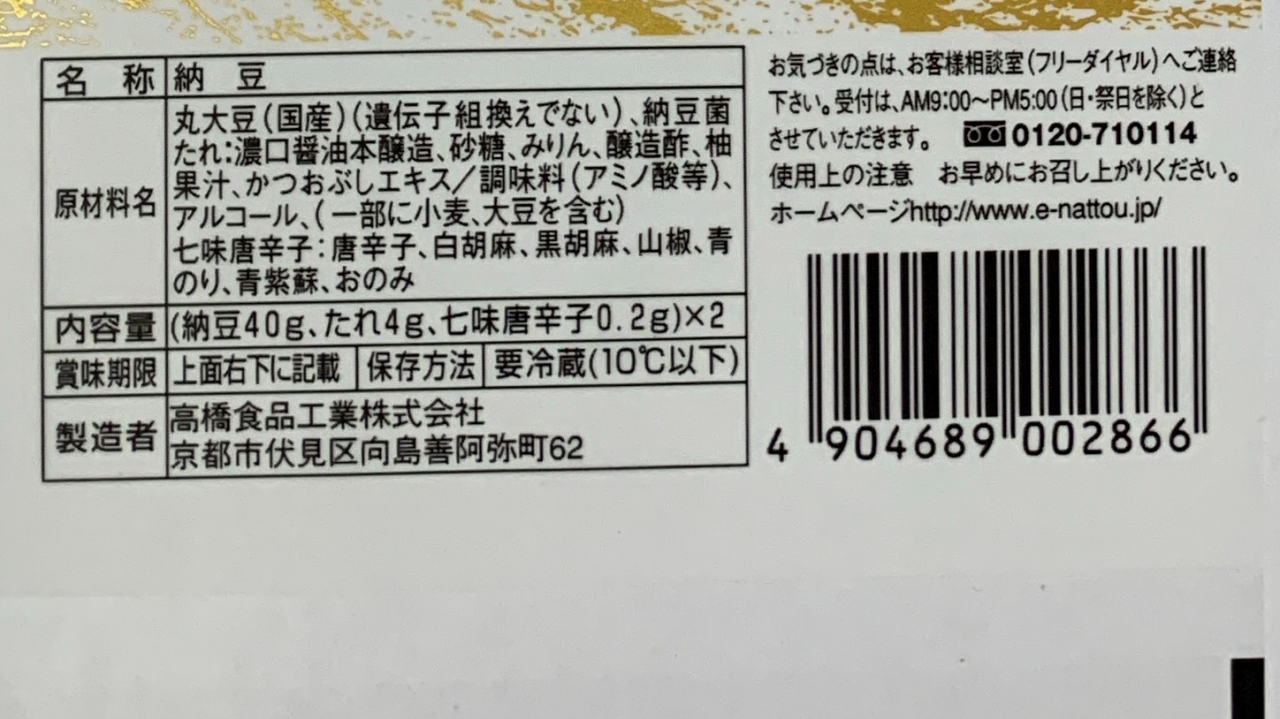 名　称 納　豆
原材料名
丸大豆(国産)(遺伝子組換えでない)、納豆菌
たれ:濃口醤油本醸造、砂糖、みりん、醸造酢、柚
果汁、かつおぶしエキス/調味料(アミノ酸等)、
アルコール、(一部に小麦、大豆を含む)
七味唐辛子:唐辛子、白胡麻、黒胡麻、山椒、青
のり、青紫蘇、おのみ
内容量 (納豆40g、たれ4g、七味唐辛子0.2g)×2
賞味期限 上面右下に記載 保存方法 要冷蔵(10℃以下)
製造者
高橋食品工業株式会社
京都市伏見区向島善阿弥町62
お気づきの点は、お客様相談室(フリーダイヤル)へご連絡
下さい。受付は、AM9:00〜PM5:00(日・祭日を除く)と
させていただきます。 0120-710114
使用上の注意　お早めにお召し上がりください。
ホームページhttp://www.e-nattou.jp/
4 904689 002866